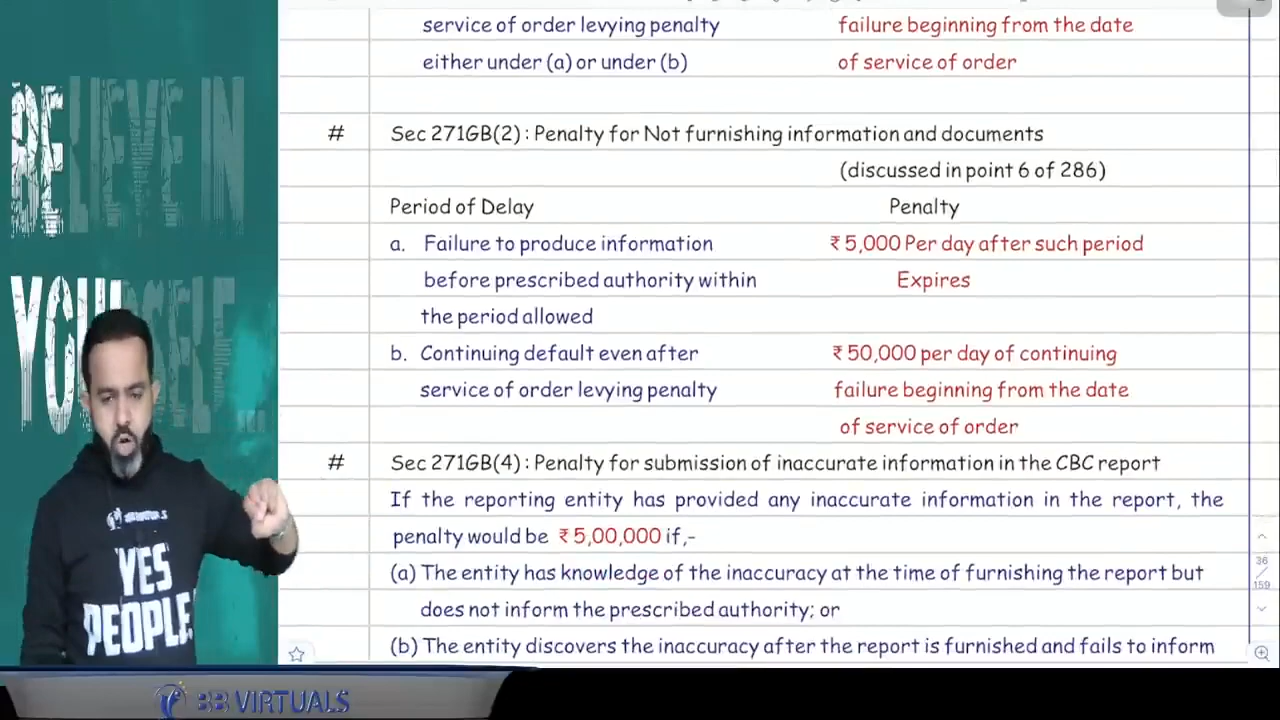 service of order levying penalty failure beginning from the date
either under (a) or under (b) of service of order
# Sec 271GB(2) : Penalty for Not furnishing information and documents
(discussed in point 6 of 286)
Period of Delay Penalty
a. Failure to produce information ₹ 5,000 Per day after such period
before prescribed authority within Expires
the period allowed
b. Continuing default even after ₹ 50,000 per day of continuing
service of order levying penalty failure beginning from the date
of service of order
# Sec 271GB(4) : Penalty for submission of inaccurate information in the CBC report
If the reporting entity has provided any inaccurate information in the report, the
penalty would be ₹ 5,00,000 if,-
(a) The entity has knowledge of the inaccuracy at the time of furnishing the report but
does not inform the prescribed authority; or
(b) The entity discovers the inaccuracy after the report is furnished and fails to inform
36
/
159
BELIEVE IN
YOURSELF
YES
PEOPLE
BB VIRTUALS